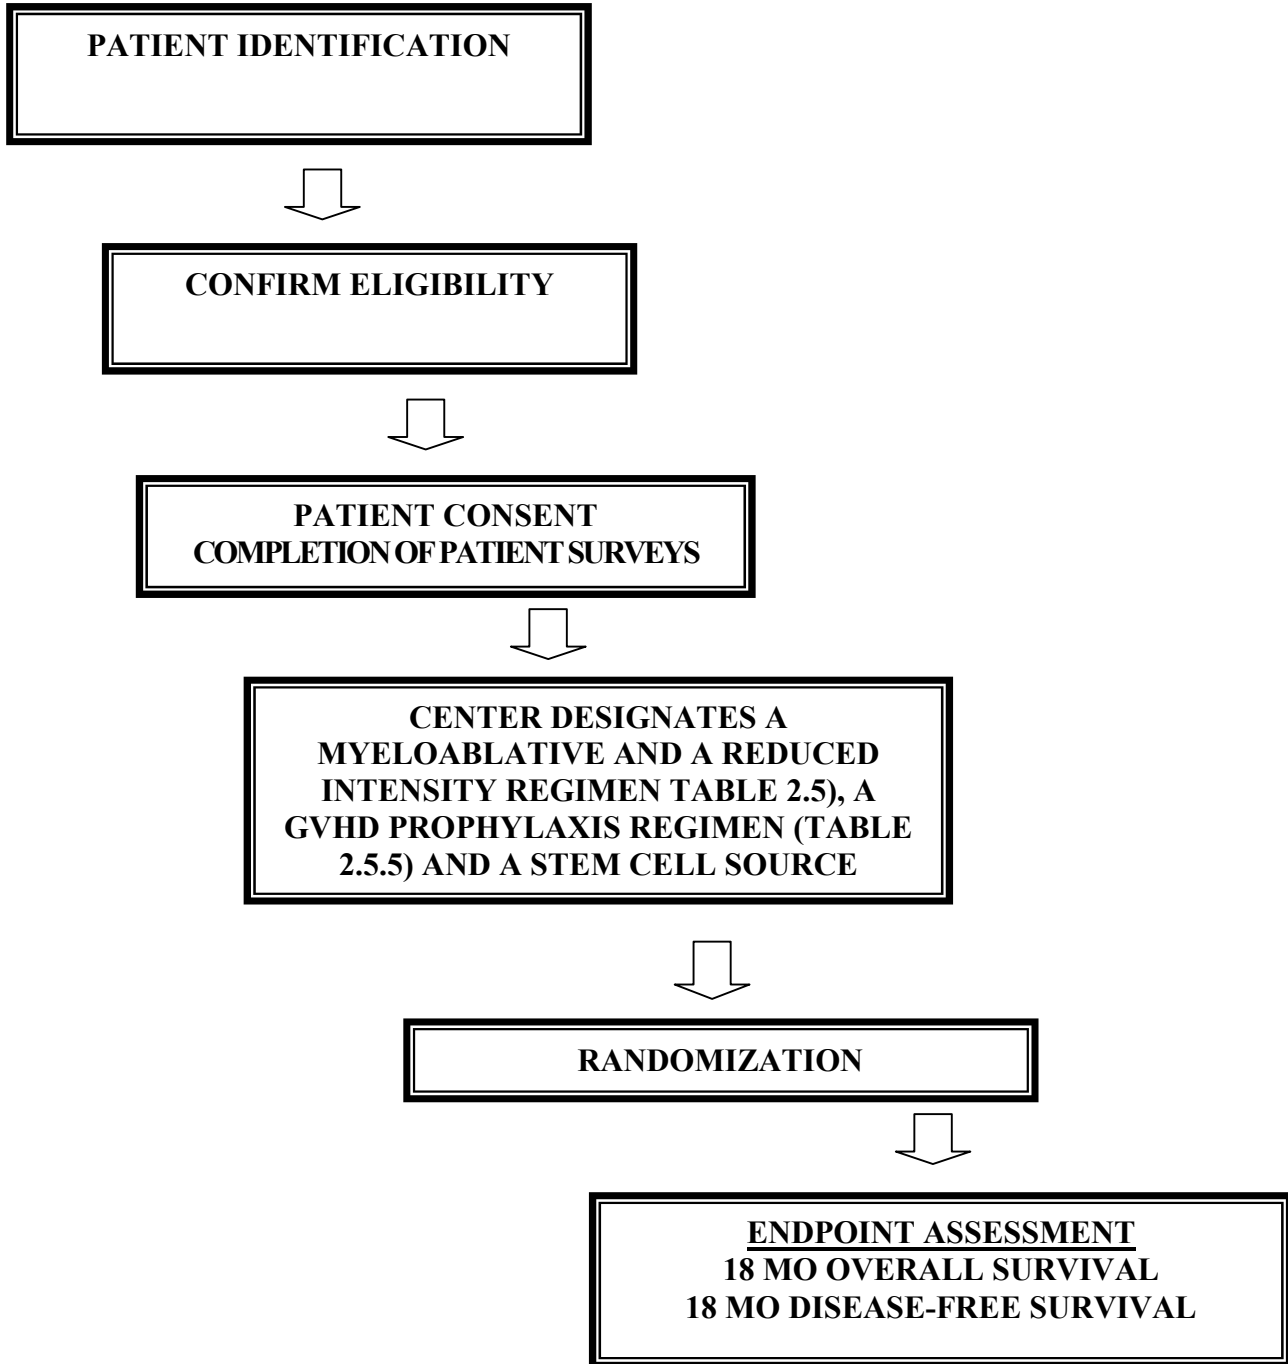 PATIENT IDENTIFICATION
CONFIRM ELIGIBILITY
PATIENT CONSENT
COMPLETION OF PATIENT SURVEYS
CENTER DESIGNATES A
MYELOABLATIVE AND A REDUCED
INTENSITY REGIMEN TABLE 2.5), A
GVHD PROPHYLAXIS REGIMEN (TABLE
2.5.5) AND A STEM CELL SOURCE
RANDOMIZATION
ENDPOINT ASSESSMENT
18 MO OVERALL SURVIVAL
18 MO DISEASE-FREE SURVIVAL